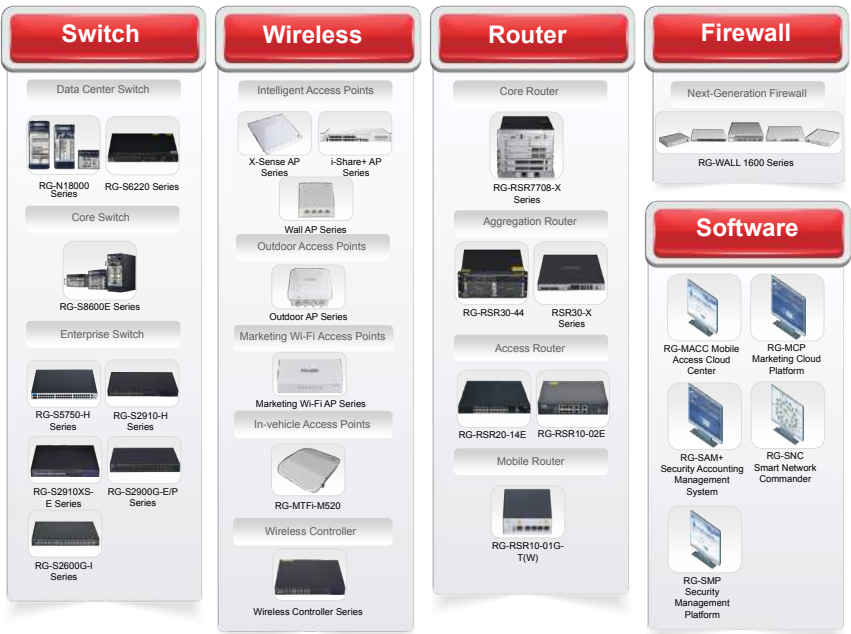 Switch
Data Center Switch
RG-N18000
Series
RG-S6220 Series
Core Switch
RG-S8600E Series
Enterprise Switch
RG-S5750-H
Series
RG-S2910-H
Series
RG-S2910XS-
E Series
RG-S2900G-E/P
Series
RG-S2600G-I
Series
Wireless
Intelligent Access Points
X-Sense AP
Series
i-Share+ AP
Series
Wall AP Series
Outdoor Access Points
Outdoor AP Series
Marketing Wi-Fi Access Points
Marketing Wi-Fi AP Series
In-vehicle Access Points
RG-MTFi-M520
Wireless Controller
Wireless Controller Series
Router
Core Router
RG-RSR7708-X
Series
Aggregation Router
RG-RSR30-44
RSR30-X
Series
Access Router
RG-RSR20-14E
RG-RSR10-02E
Mobile Router
RG-RSR10-01G-
T(W)
Firewall
Next-Generation Firewall
RG-WALL 1600 Series
Software
RG-MACC Mobile
Access Cloud
Center
RG-MCP
Marketing Cloud
Platform
RG-SAM+
Security Accounting
Management
System
RG-SNC
Smart Network
Commander
RG-SMP
Security
Management
Platform